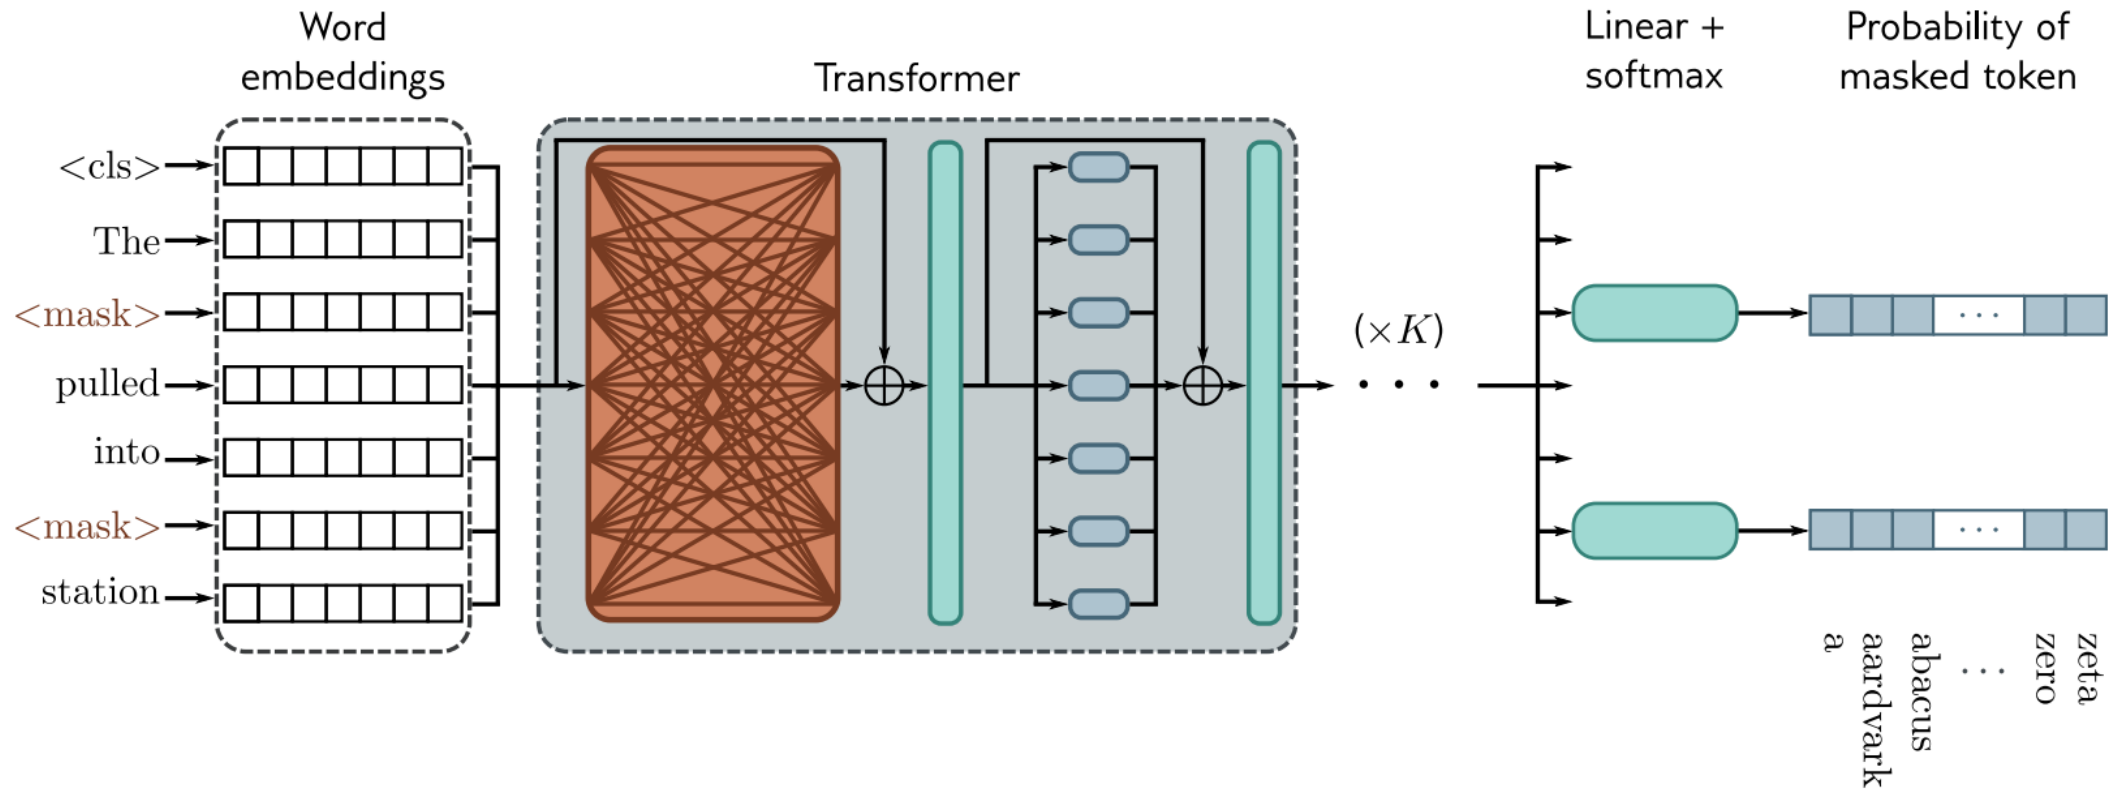 Word
embeddings
Transformer
Linear +
softmax
Probability of
masked token
<cls>
The
<mask>
pulled
into
<mask>
station
(×K)
· · ·
· · ·
· · ·
a
aardvark
abacus
· · ·
zero
zeta